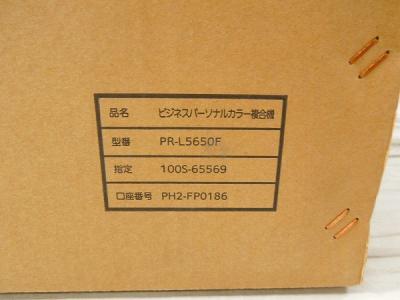 品名 ビジネスパーソナルカラー複合機
型番 PR-L5650F
指定 100S-65569
口座番号 PH2-FP0186